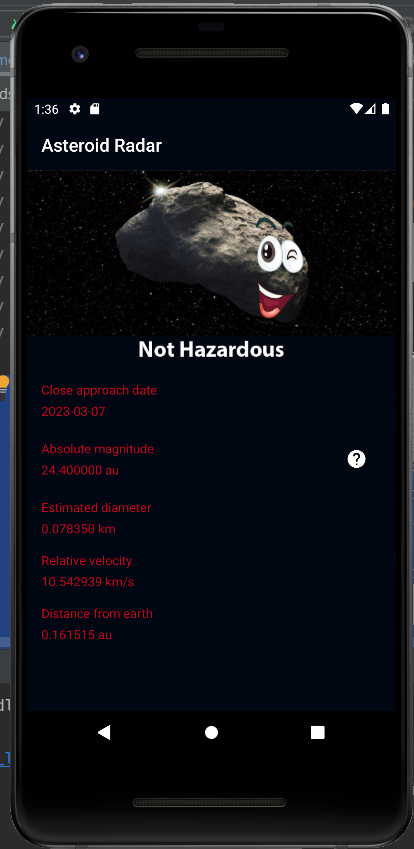 1:36
Asteroid Radar
Not Hazardous
Close approach date
2023-03-07
Absolute magnitude
24.400000 au
?
Estimated diameter
0.078350 km
Relative velocity
10.542939 km/s
Distance from earth
0.161515 au